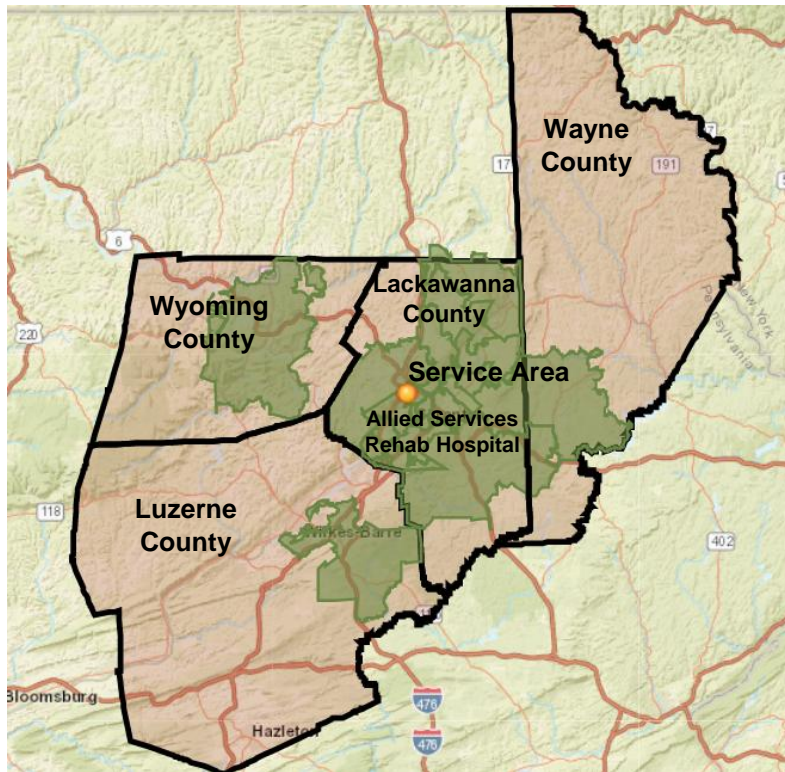 Wayne
County
17
191
6
Lackawanna
County
Wyoming
County
220
New York
Pennsylvania
Service Area
Allied Services
Rehab Hospital
Luzerne
County
118
Wilkes-Barre
402
Bloomsburg
476
Hazleton
476